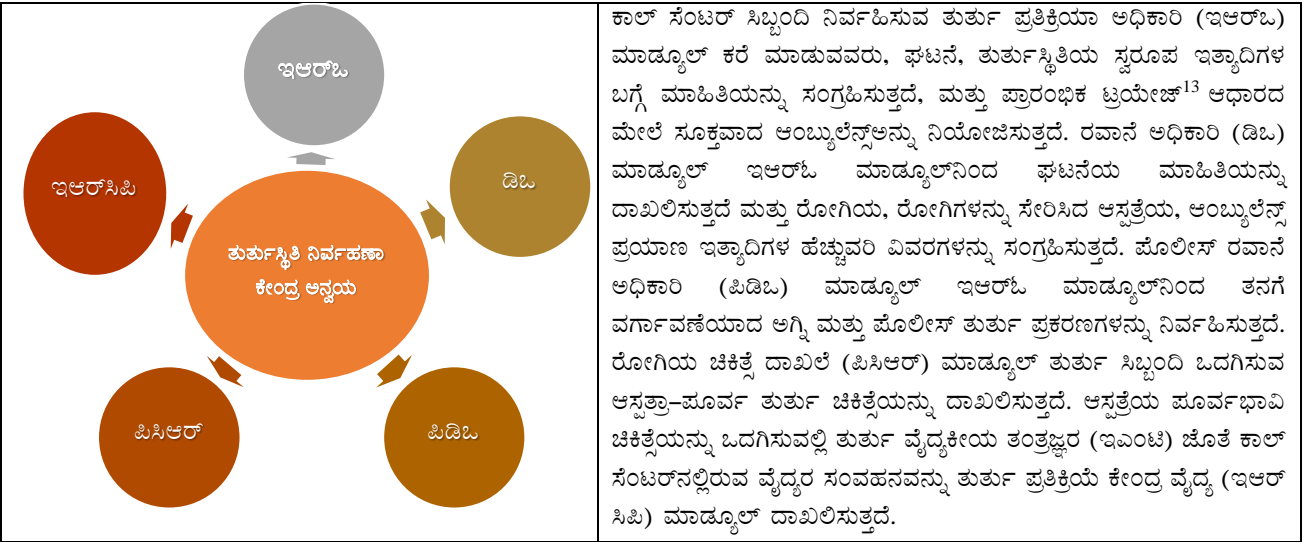 ಇಆರ್‌ಒ
ಇಆರ್‌ಸಿಪಿ
ಡಿಒ
ತುರ್ತುಸ್ಥಿತಿ ನಿರ್ವಹಣಾ
ಕೇಂದ್ರ ಅನ್ವಯ
ಪಿಸಿಆರ್
ಪಿಡಿಒ
ಕಾಲ್ ಸೆಂಟರ್ ಸಿಬ್ಬಂದಿ ನಿರ್ವಹಿಸುವ ತುರ್ತು ಪ್ರತಿಕ್ರಿಯಾ ಅಧಿಕಾರಿ (ಇಆರ್‌ಒ)
ಮಾಡ್ಯೂಲ್ ಕರೆ ಮಾಡುವವರು, ಘಟನೆ, ತುರ್ತುಸ್ಥಿತಿಯ ಸ್ವರೂಪ ಇತ್ಯಾದಿಗಳ
ಬಗ್ಗೆ ಮಾಹಿತಿಯನ್ನು ಸಂಗ್ರಹಿಸುತ್ತದೆ, ಮತ್ತು ಪ್ರಾರಂಭಿಕ ಟ್ರಯೇಜ್13 ಆಧಾರದ
ಮೇಲೆ ಸೂಕ್ತವಾದ ಆಂಬ್ಯುಲೆನ್ಸ್‌ಅನ್ನು ನಿಯೋಜಿಸುತ್ತದೆ. ರವಾನೆ ಅಧಿಕಾರಿ (ಡಿಒ)
ಮಾಡ್ಯೂಲ್ ಇಆರ್‌ಓ ಮಾಡ್ಯೂಲ್‌ನಿಂದ ಘಟನೆಯ ಮಾಹಿತಿಯನ್ನು
ದಾಖಲಿಸುತ್ತದೆ ಮತ್ತು ರೋಗಿಯ, ರೋಗಿಗಳನ್ನು ಸೇರಿಸಿದ ಆಸ್ಪತ್ರೆಯ, ಆಂಬ್ಯುಲೆನ್ಸ್
ಪ್ರಯಾಣ ಇತ್ಯಾದಿಗಳ ಹೆಚ್ಚುವರಿ ವಿವರಗಳನ್ನು ಸಂಗ್ರಹಿಸುತ್ತದೆ. ಪೊಲೀಸ್ ರವಾನೆ
ಅಧಿಕಾರಿ (ಪಿಡಿಒ) ಮಾಡ್ಯೂಲ್ ಇಆರ್‌ಓ ಮಾಡ್ಯೂಲ್‌ನಿಂದ ತನಗೆ
ವರ್ಗಾವಣೆಯಾದ ಅಗ್ನಿ ಮತ್ತು ಪೊಲೀಸ್ ತುರ್ತು ಪ್ರಕರಣಗಳನ್ನು ನಿರ್ವಹಿಸುತ್ತದೆ.
ರೋಗಿಯ ಚಿಕಿತ್ಸೆ ದಾಖಲೆ (ಪಿಸಿಆರ್) ಮಾಡ್ಯೂಲ್ ತುರ್ತು ಸಿಬ್ಬಂದಿ ಒದಗಿಸುವ
ಆಸ್ಪತ್ರಾ–ಪೂರ್ವ ತುರ್ತು ಚಿಕಿತ್ಸೆಯನ್ನು ದಾಖಲಿಸುತ್ತದೆ. ಆಸ್ಪತ್ರೆಯ ಪೂರ್ವಭಾವಿ
ಚಿಕಿತ್ಸೆಯನ್ನು ಒದಗಿಸುವಲ್ಲಿ ತುರ್ತು ವೈದ್ಯಕೀಯ ತಂತ್ರಜ್ಞರ (ಇಎಂಟಿ) ಜೊತೆ ಕಾಲ್
ಸೆಂಟರ್‌ನಲ್ಲಿರುವ ವೈದ್ಯರ ಸಂವಹನವನ್ನು ತುರ್ತು ಪ್ರತಿಕ್ರಿಯೆ ಕೇಂದ್ರ ವೈದ್ಯ (ಇಆರ್
ಸಿಪಿ) ಮಾಡ್ಯೂಲ್ ದಾಖಲಿಸುತ್ತದೆ.